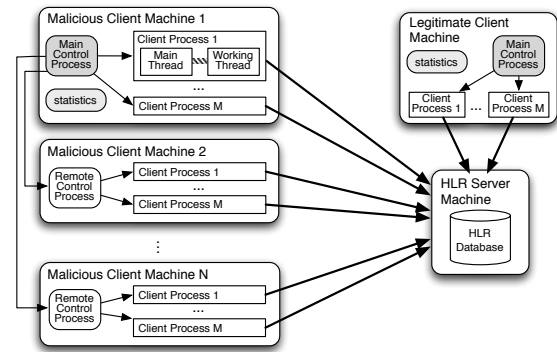 Malicious Client Machine 1
Main
Control
Process
statistics
Client Process 1
Main
Thread
Working
Thread
...
Client Process M
Malicious Client Machine 2
Remote
Control
Process
Client Process 1
...
Client Process M
...
Malicious Client Machine N
Remote
Control
Process
Client Process 1
...
Client Process M
Legitimate Client
Machine
statistics
Main
Control
Process
Client
Process 1
...
Client
Process M
HLR Server
Machine
HLR
Database